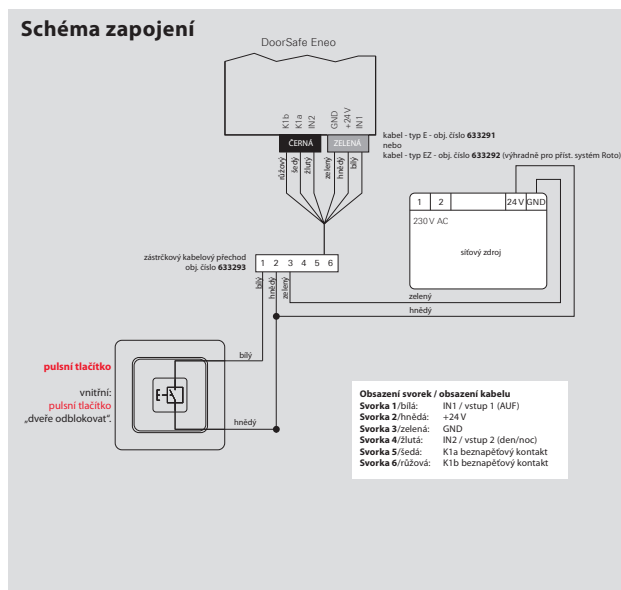 Schéma zapojení
DoorSafe Eneo
K1b
K1a
IN2
GND
+24V
IN1
ČERNÁ
ZELENÁ
růžový
šedý
žlutý
zelený
hnědý
bílý
kabel - typ E - obj. číslo 633291
nebo
kabel - typ EZ - obj. číslo 633292 (výhradně pro příst. systém Roto)
1 2 24V GND
230V AC
síťový zdroj
zástrčkový kabelový přechod
obj. číslo 633293
1 2 3 4 5 6
bílý
hnědý
zelený
zelený
hnědý
bílý
pulsní tlačítko
vnitřní:
pulsní tlačítko
„dveře odblokovat“.
hnědý
Obsazení svorek / obsazení kabelu
Svorka 1/bílá: IN1 / vstup 1 (AUF)
Svorka 2/hnědá: +24V
Svorka 3/zelená: GND
Svorka 4/žlutá: IN2 / vstup 2 (den/noc)
Svorka 5/šedá: K1a beznapěťový kontakt
Svorka 6/růžová: K1b beznapěťový kontakt